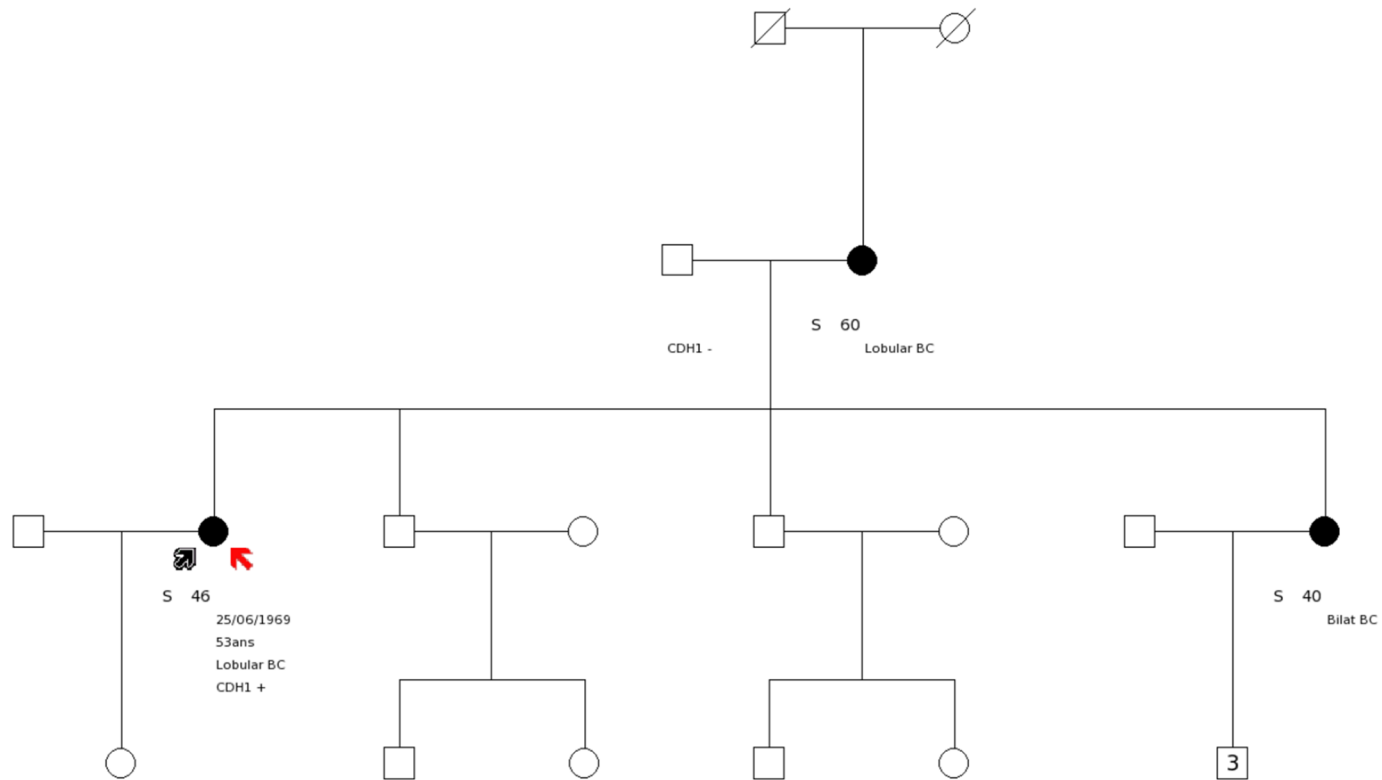 S 60
CDH1 -
Lobular BC
S 46
25/06/1969
53ans
Lobular BC
CDH1 +
S 40
Bilat BC
3